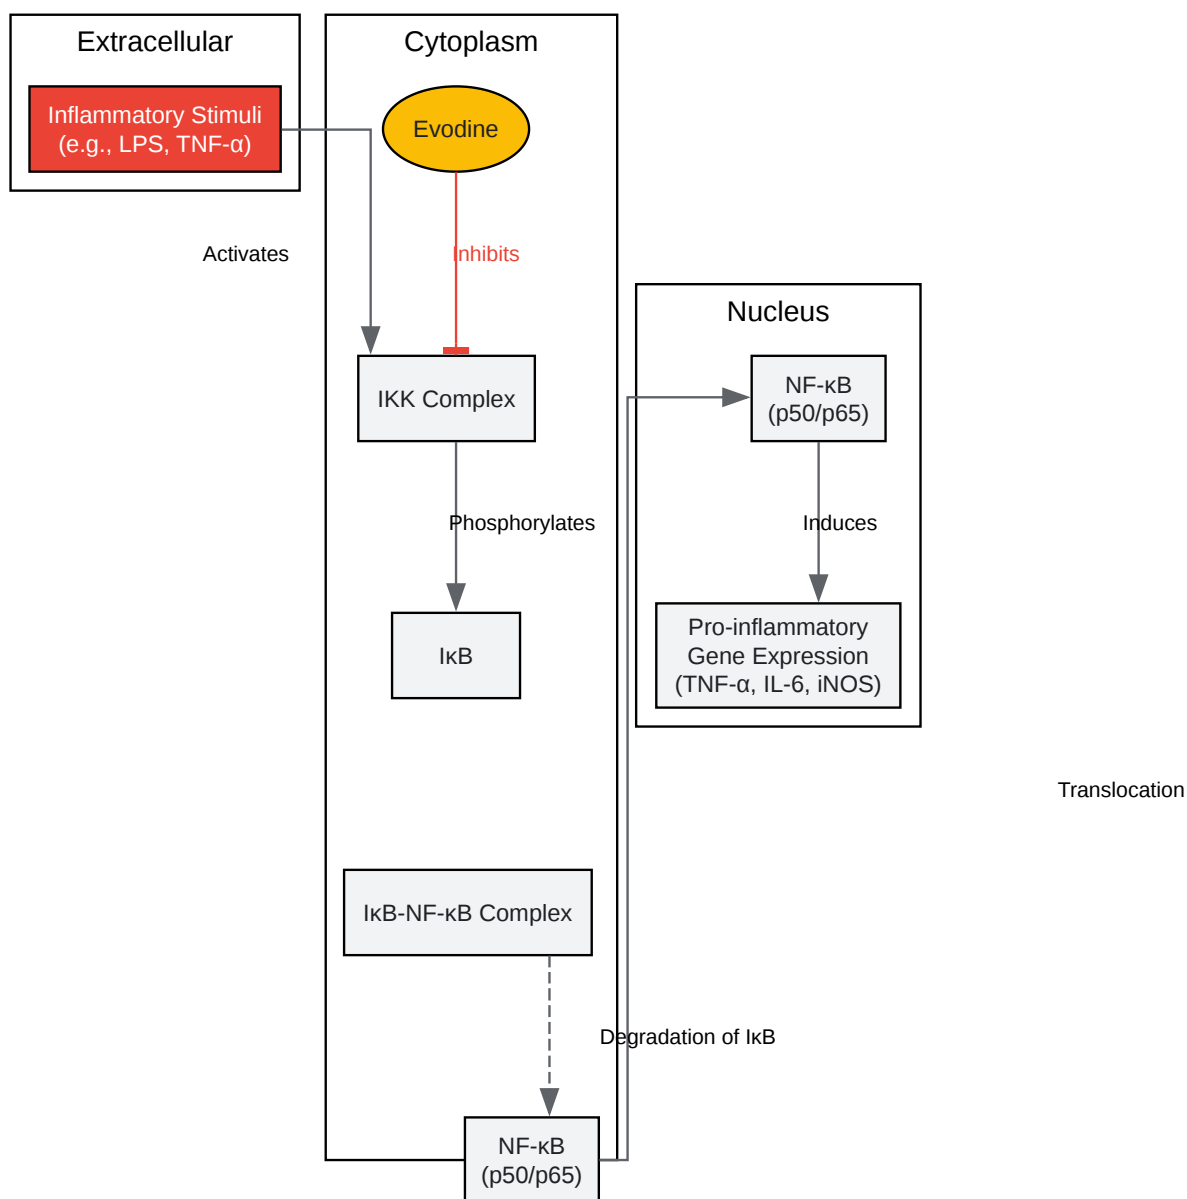 Extracellular
Inflammatory Stimuli
(e.g., LPS, TNF-α)
Activates
Cytoplasm
Evodine
Inhibits
IKK Complex
Phosphorylates
IκB
IκB-NF-κB Complex
Degradation of IκB
NF-κB
(p50/p65)
Nucleus
NF-κB
(p50/p65)
Induces
Pro-inflammatory
Gene Expression
(TNF-α, IL-6, iNOS)
Translocation